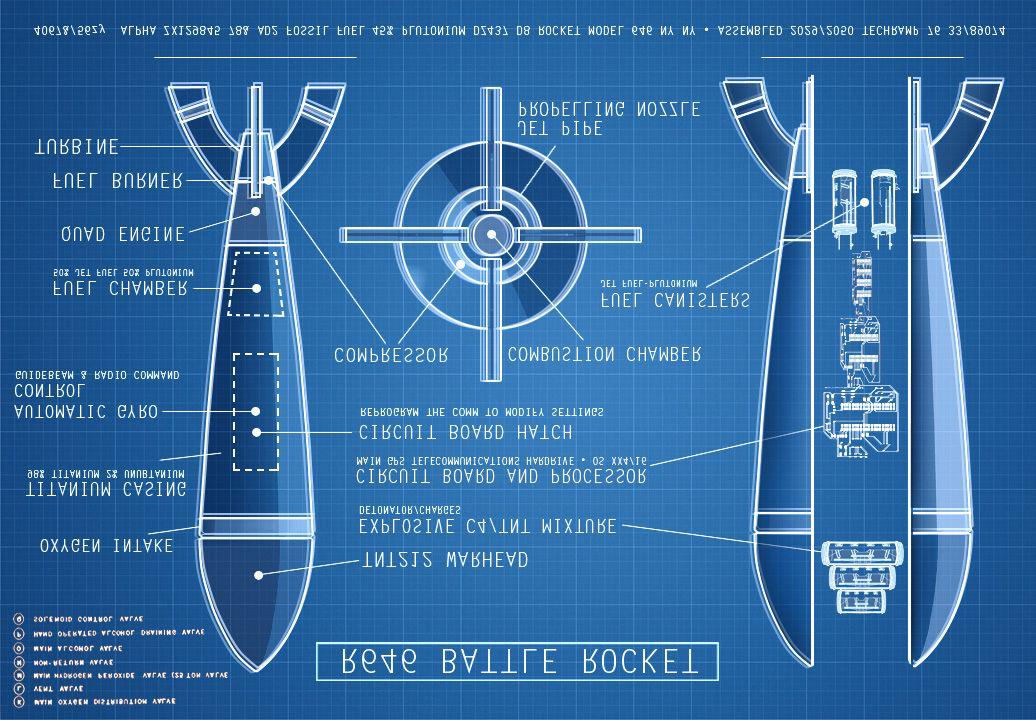 R646 BATTLE ROCKET
K MAIN OXYGEN DISTRIBUTION VALVE
L VENT VALVE
M MAIN HYDROGEN PEROXIDE VALVE (25 TON VALVE
N NON-RETURN VALVE
O MAIN ALCOHOL VALVE
P HAND OPERATED ALCOHOL DRAINING VALVE
Q SOLENOID CONTROL VALVE
TNT212 WARHEAD
OXYGEN INTAKE
EXPLOSIVE C4/TNT MIXTURE
DETONATOR/CHARGES
TITANIUM CASING
98% TITANIUM 2% UNUBTANIUM
CIRCUIT BOARD AND PROCESSOR
MAIN GPS TELECOMMUNICATIONS HARDRIVE • OS XX4/16
CIRCUIT BOARD HATCH
REPROGRAM THE COMM TO MODIFY SETTINGS
AUTOMATIC GYRO
CONTROL
GUIDEBEAM & RADIO COMMAND
COMPRESSOR
COMBUSTION CHAMBER
FUEL CANISTERS
JET FUEL-PLUTONIUM
FUEL CHAMBER
50% JET FUEL 50% PLUTONIUM
QUAD ENGINE
FUEL BURNER
TURBINE
JET PIPE
PROPELLING NOZZLE
ALPHA ZX129845 78& AD2 FOSSIL FUEL 45% PLUTONIUM DZ437 D8 ROCKET MODEL 646 NY NY • ASSEMBLED 2029/2050 TECHRAMP 76 33/89074